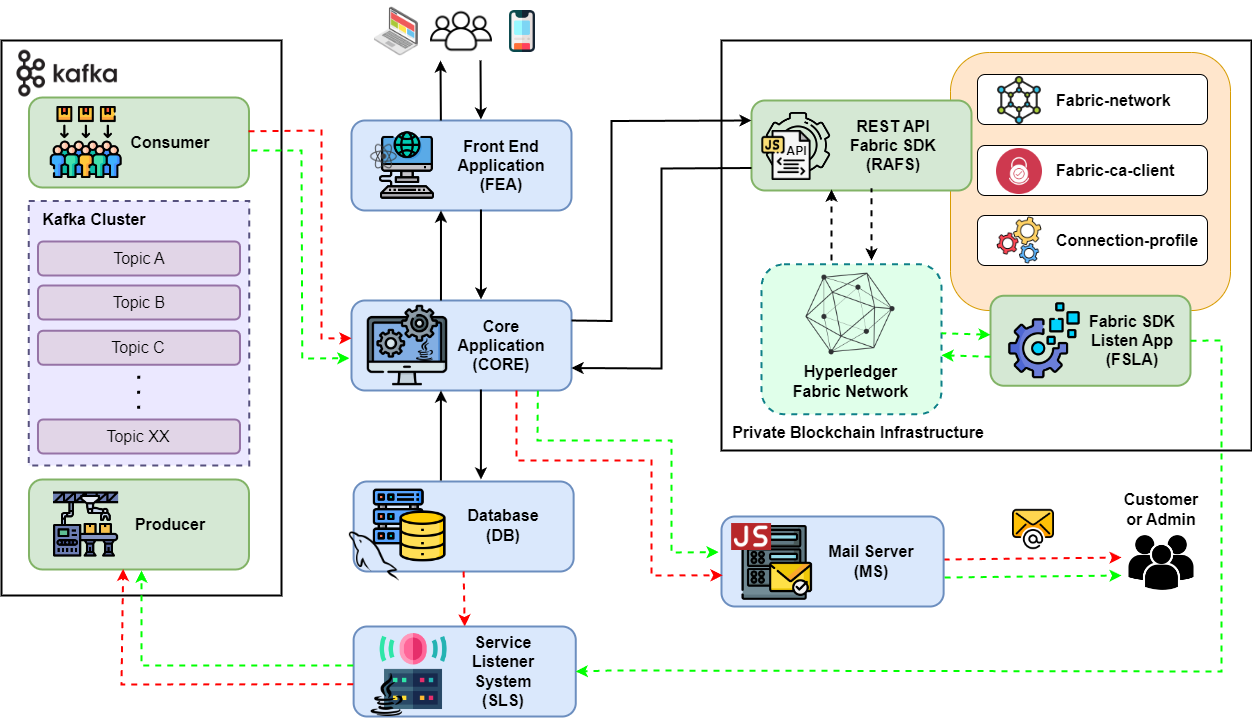 kafka
Consumer
Kafka Cluster
Topic A
Topic B
Topic C
Topic XX
Producer
Front End
Application
(FEA)
Core
Application
(CORE)
Database
(DB)
Service
Listener
System
(SLS)
JS
API
REST API
Fabric SDK
(RAFS)
Fabric-network
Fabric-ca-client
Connection-profile
Hyperledger
Fabric Network
Fabric SDK
Listen App
(FSLA)
Private Blockchain Infrastructure
JS
Mail Server
(MS)
Customer
or Admin